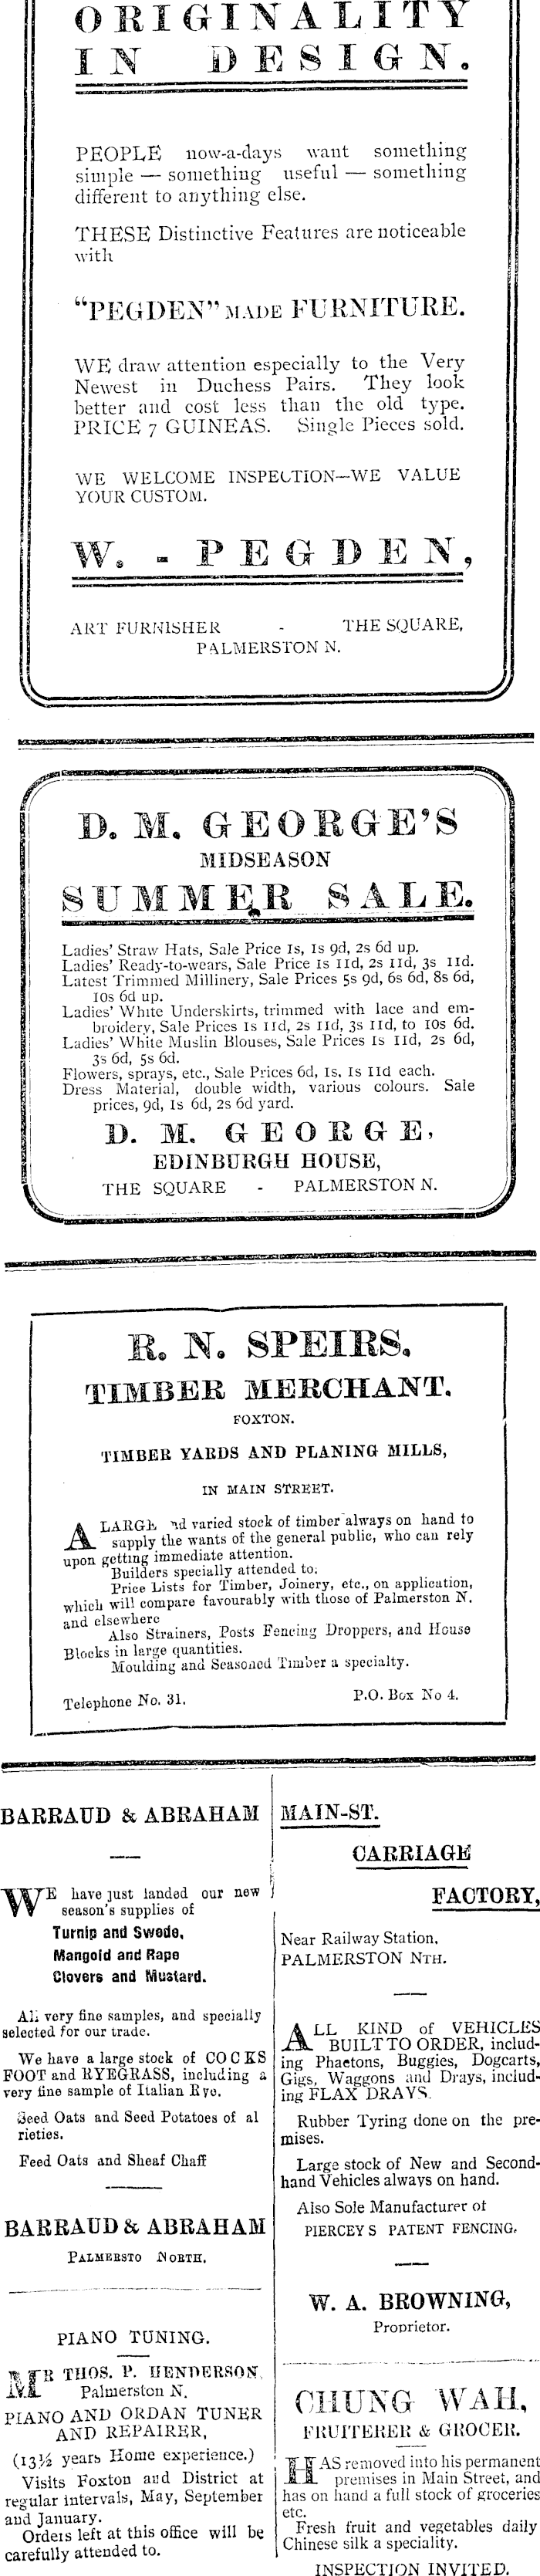 ORIGINALITY
IN DESIGN.
PEOPLE now-a-days want something
simple — something useful — something
different to anything else.
THESE Distinctive Features are noticeable
with
“PEGDEN” MADE FURNITURE.
WE draw attention especially to the Very
Newest in Duchess Pairs. They look
better and cost less than the old type.
PRICE 7 GUINEAS. Single Pieces sold.
WE WELCOME INSPECTION—WE VALUE
YOUR CUSTOM.
W. - PEGDEN,
ART FURNISHER - THE SQUARE,
PALMERSTON N.
D. M. GEORGE’S
MIDSEASON
SUMMER SALE.
Ladies’ Straw Hats, Sale Price 1s, 1s 9d, 2s 6d up.
Ladies’ Ready-to-wears, Sale Price 1s 11d, 2s 11d, 3s 11d.
Latest Trimmed Millinery, Sale Prices 5s 9d, 6s 6d, 8s 6d,
10s 6d up.
Ladies’ White Underskirts, trimmed with lace and em-
broidery, Sale Prices 1s 11d, 2s 11d, 3s 11d, to 10s 6d.
Ladies’ White Muslin Blouses, Sale Prices 1s 11d, 2s 6d,
3s 6d, 5s 6d.
Flowers, sprays, etc., Sale Prices 6d, 1s, 1s 11d each.
Dress Material, double width, various colours. Sale
prices, 9d, 1s 6d, 2s 6d yard.
D. M. GEORGE,
EDINBURGH HOUSE,
THE SQUARE - PALMERSTON N.
R. N. SPEIRS.
TIMBER MERCHANT.
FOXTON.
TIMBER YARDS AND PLANING MILLS,
IN MAIN STREET.
A LARGE nd varied stock of timber always on hand to
supply the wants of the general public, who can rely
upon getting immediate attention.
Builders specially attended to.
Price Lists for Timber, Joinery, etc., on application,
which will compare favourably with those of Palmerston N.
and elsewhere
Also Strainers, Posts Fencing Droppers, and House
Blocks in large quantities.
Moulding and Seasoned Timber a specialty.
Telephone No. 31. P.O. Box No 4.
BARRAUD & ABRAHAM
WE have just landed our new
season’s supplies of
Turnip and Swede,
Mangold and Rape
Clovers and Mustard.
All very fine samples, and specially
selected for our trade.
We have a large stock of COCKS
FOOT and RYEGRASS, including a
very fine sample of Italian Rye.
Seed Oats and Seed Potatoes of al
rieties.
Feed Oats and Sheaf Chaff
BARRAUD & ABRAHAM
PALMERSTO NORTH.
PIANO TUNING.
MR THOS. P. HENDERSON,
Palmerston N.
PIANO AND ORDAN TUNER
AND REPAIRER,
(13½ years Home experience.)
Visits Foxton and District at
regular intervals, May, September
and January.
Orders left at this office will be
carefully attended to.
MAIN-ST.
CARRIAGE
FACTORY,
Near Railway Station,
PALMERSTON NTH.
ALL KIND of VEHICLES
BUILT TO ORDER, includ-
ing Phaetons, Buggies, Dogcarts,
Gigs, Waggons and Drays, includ-
ing FLAX DRAYS.
Rubber Tyring done on the pre-
mises.
Large stock of New and Second-
hand Vehicles always on hand.
Also Sole Manufacturer of
PIERCEY S PATENT FENCING.
W. A. BROWNING,
Proprietor.
CHUNG WAH,
FRUITERER & GROCER.
HAS removed into his permanent
premises in Main Street, and
has on hand a full stock of groceries
etc.
Fresh fruit and vegetables daily
Chinese silk a speciality.
INSPECTION INVITED.